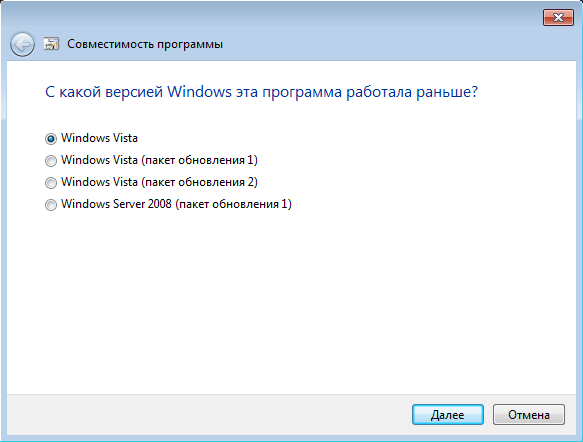 Совместимость программы
С какой версией Windows эта программа работала раньше?
Windows Vista
Windows Vista (пакет обновления 1)
Windows Vista (пакет обновления 2)
Windows Server 2008 (пакет обновления 1)
Далее
Отмена